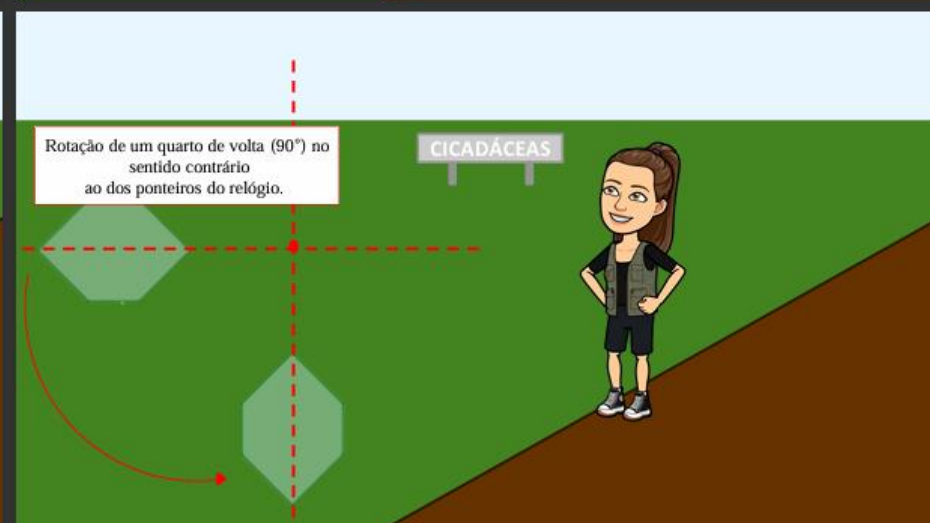 Rotação de um quarto de volta (90°) no
sentido contrário
ao dos ponteiros do relógio.
CICADÁCEAS